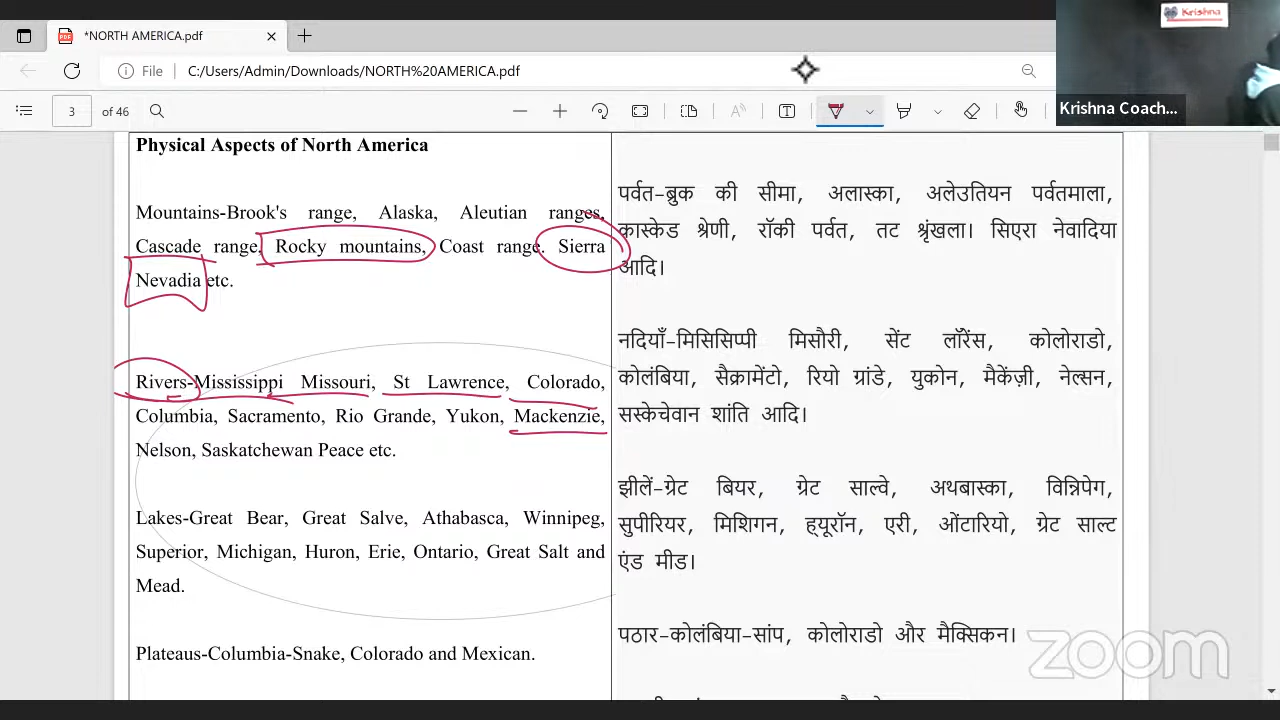 Krishna
*NORTH AMERICA.pdf
File C:/Users/Admin/Downloads/NORTH%20AMERICA.pdf
Krishna Coach...
3 of 46
Physical Aspects of North America
Mountains-Brook's range, Alaska, Aleutian ranges,
Cascade range, Rocky mountains, Coast range. Sierra
Nevadia etc.
Rivers-Mississippi Missouri, St Lawrence, Colorado,
Columbia, Sacramento, Rio Grande, Yukon, Mackenzie,
Nelson, Saskatchewan Peace etc.
Lakes-Great Bear, Great Salve, Athabasca, Winnipeg,
Superior, Michigan, Huron, Erie, Ontario, Great Salt and
Mead.
Plateaus-Columbia-Snake, Colorado and Mexican.
पर्वत-ब्रुक की सीमा, अलास्का, अलेउतियन पर्वतमाला,
कास्केड श्रेणी, रॉकी पर्वत, तट श्रृंखला। सिएरा नेवादिया
आदि।
नदियाँ-मिसिसिप्पी मिसौरी, सेंट लॉरेंस, कोलोराडो,
कोलंबिया, सैक्रामेंटो, रियो ग्रांडे, युकोन, मैकेंज़ी, नेल्सन,
सस्केचेवान शांति आदि।
झीलें-ग्रेट बियर, ग्रेट साल्वे, अथबास्का, विन्निपेग,
सुपीरियर, मिशिगन, ह्यूरॉन, एरी, ओंटारियो, ग्रेट साल्ट
एंड मीड।
पठार-कोलंबिया-सांप, कोलोराडो और मैक्सिकन।
zoom